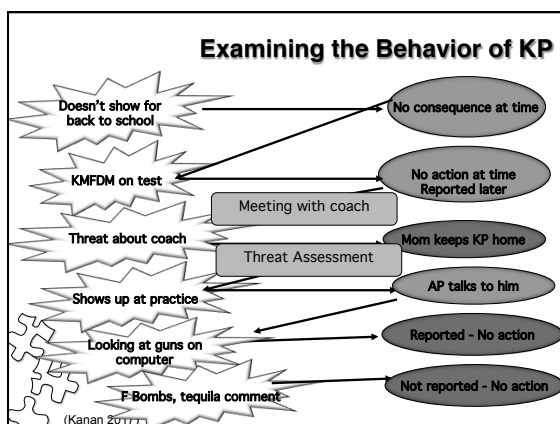 Examining the Behavior of KP
Doesn't show for
back to school
No consequence at time
KMFDM on test
No action at time
Reported later
Meeting with coach
Threat about coach
Mom keeps KP home
Threat Assessment
Shows up at practice
AP talks to him
Looking at guns on
computer
Reported - No action
F Bombs, tequila comment
Not reported - No action
(Kanan 2017)